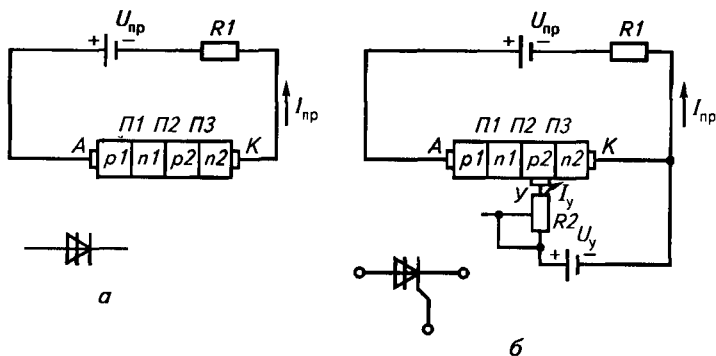 Uпр
+ −
R1
Iпр
П1 П2 П3
А К
p1 n1 p2 n2
а
Uпр
+ −
R1
Iпр
П1 П2 П3
А К
p1 n1 p2 n2
У Iу
R2
Uу
+ −
б